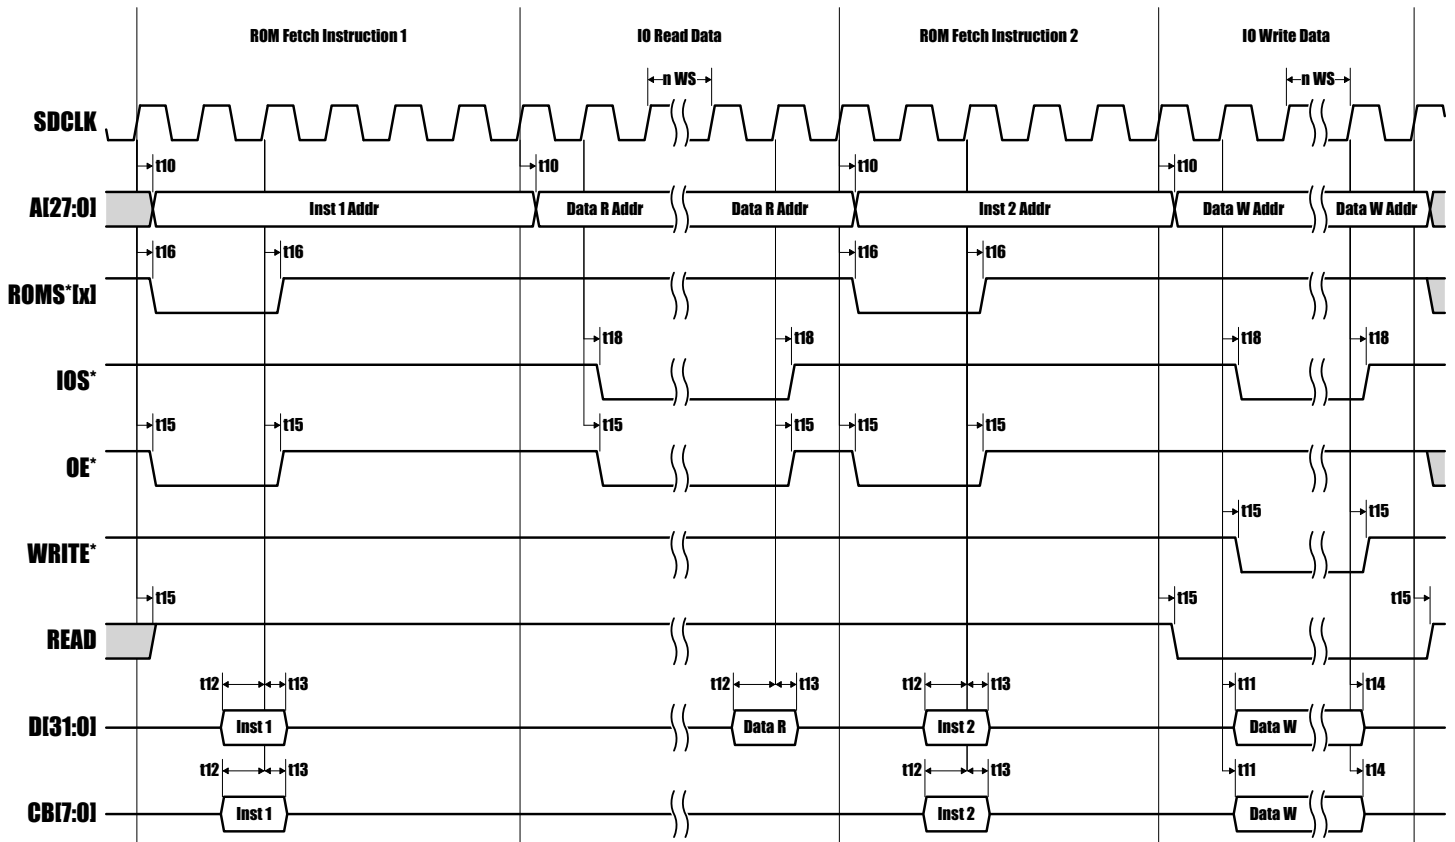 ROM Fetch Instruction 1 IO Read Data ROM Fetch Instruction 2 IO Write Data
n WS n WS
SDCLK
t10 t10 t10 t10
A[27:0] Inst 1 Addr Data R Addr Data R Addr Inst 2 Addr Data W Addr Data W Addr
t16 t16 t16 t16
ROMS*[x]
t18 t18 t18 t18
IOS*
t15 t15 t15 t15 t15 t15
OE*
t15 t15
WRITE*
t15 t15 t15
READ
t12 t13 t12 t13 t12 t13 t11 t14
D[31:0] Inst 1 Data R Inst 2 Data W
t12 t13 t12 t13 t11 t14
CB[7:0] Inst 1 Inst 2 Data W